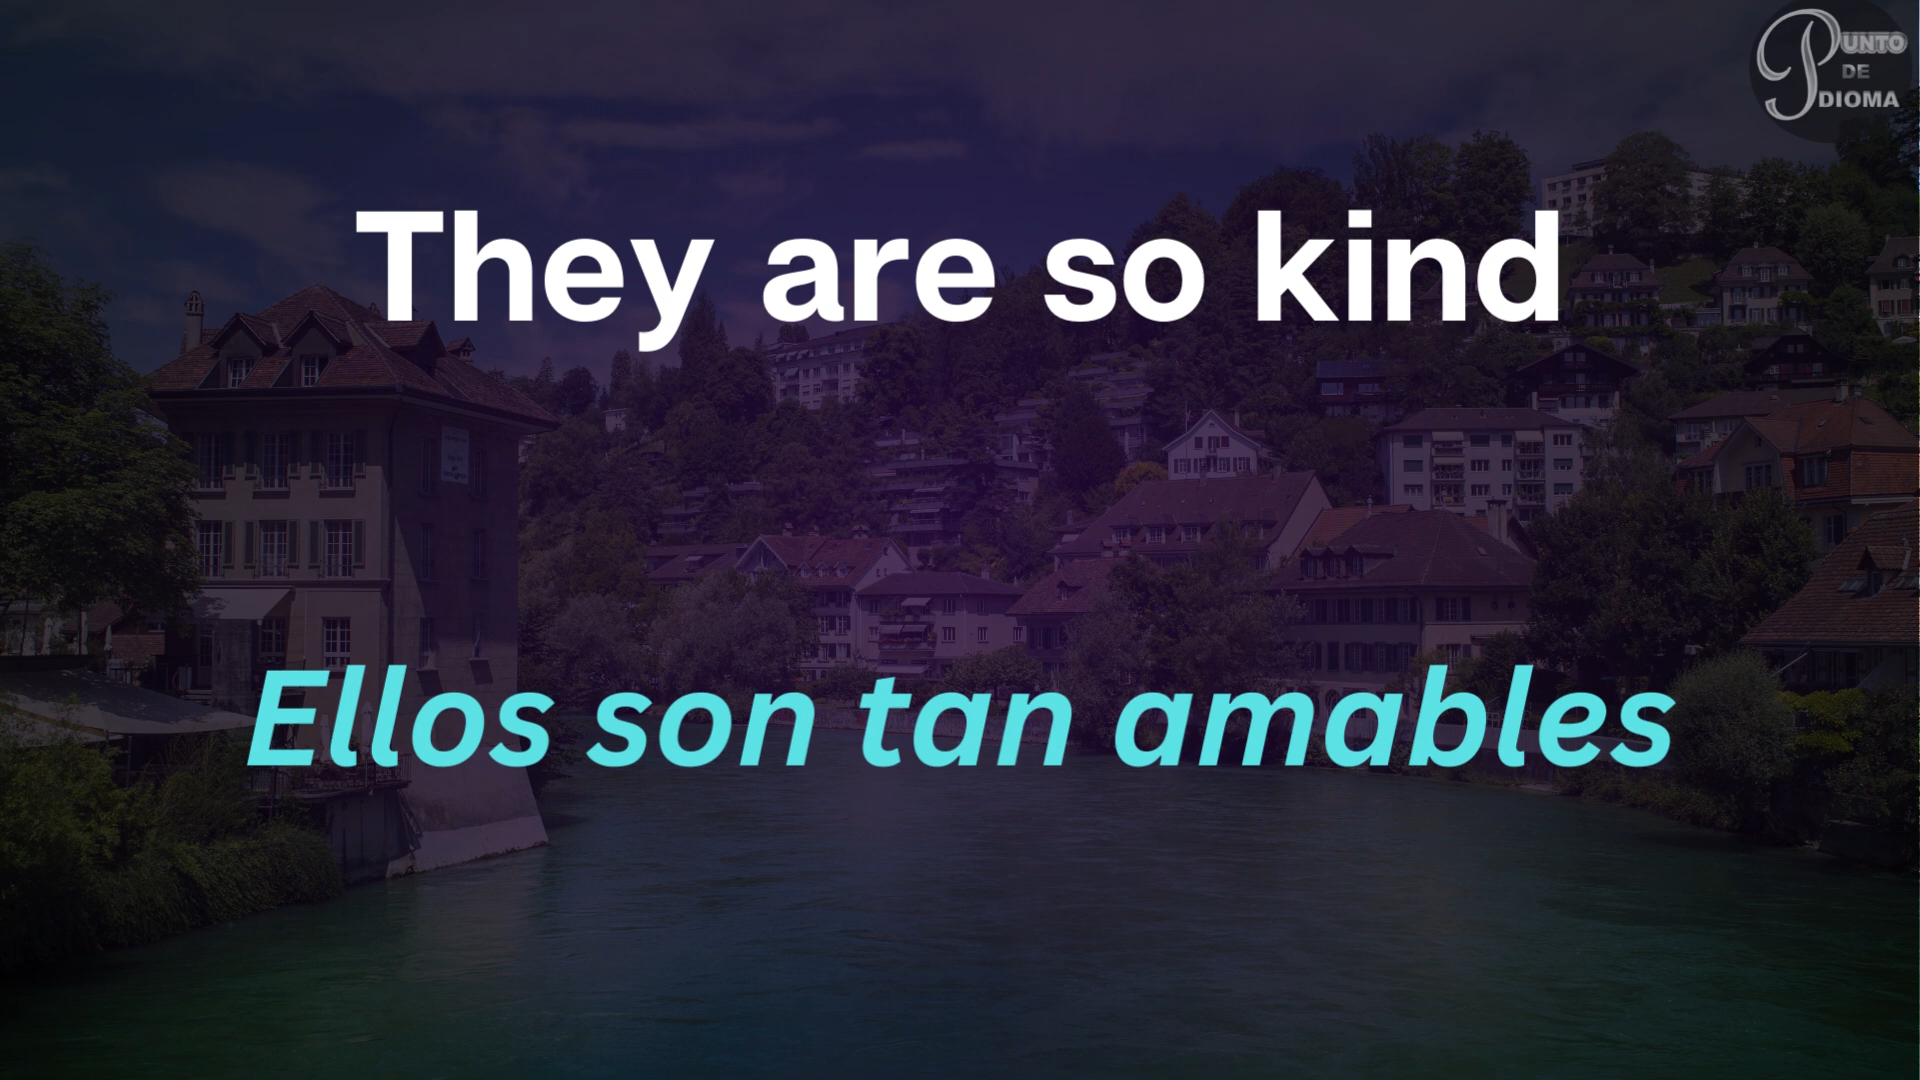 PUNTO
DE
IDIOMA
They are so kind
Ellos son tan amables